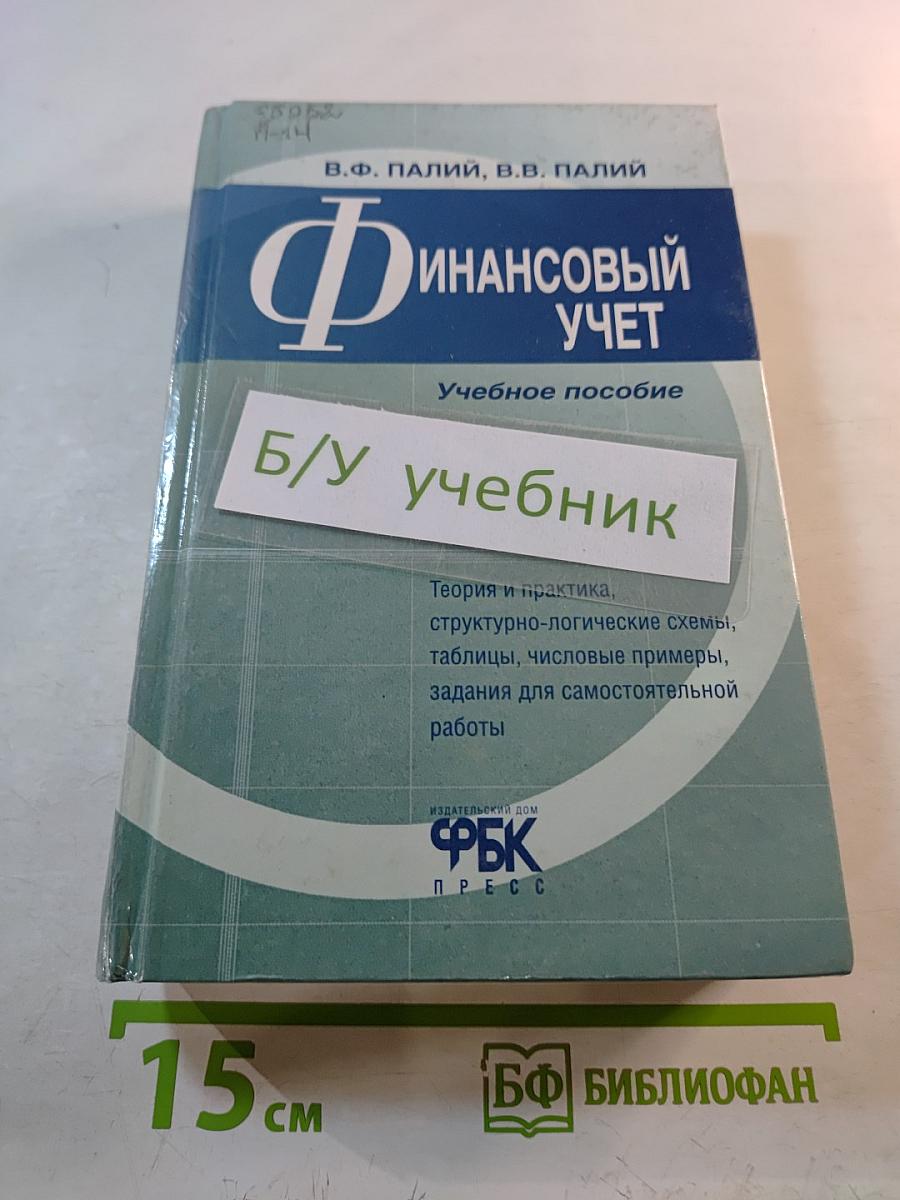 В.Ф. ПАЛИЙ, В.В. ПАЛИЙ
ФИНАНСОВЫЙ
УЧЕТ
Учебное пособие
Б/У учебник
Теория и практика,
структурно-логические схемы,
таблицы, числовые примеры,
задания для самостоятельной
работы
ИЗДАТЕЛЬСКИЙ ДОМ
ФБК
ПРЕСС
15 см
БФ БИБЛИОФАН